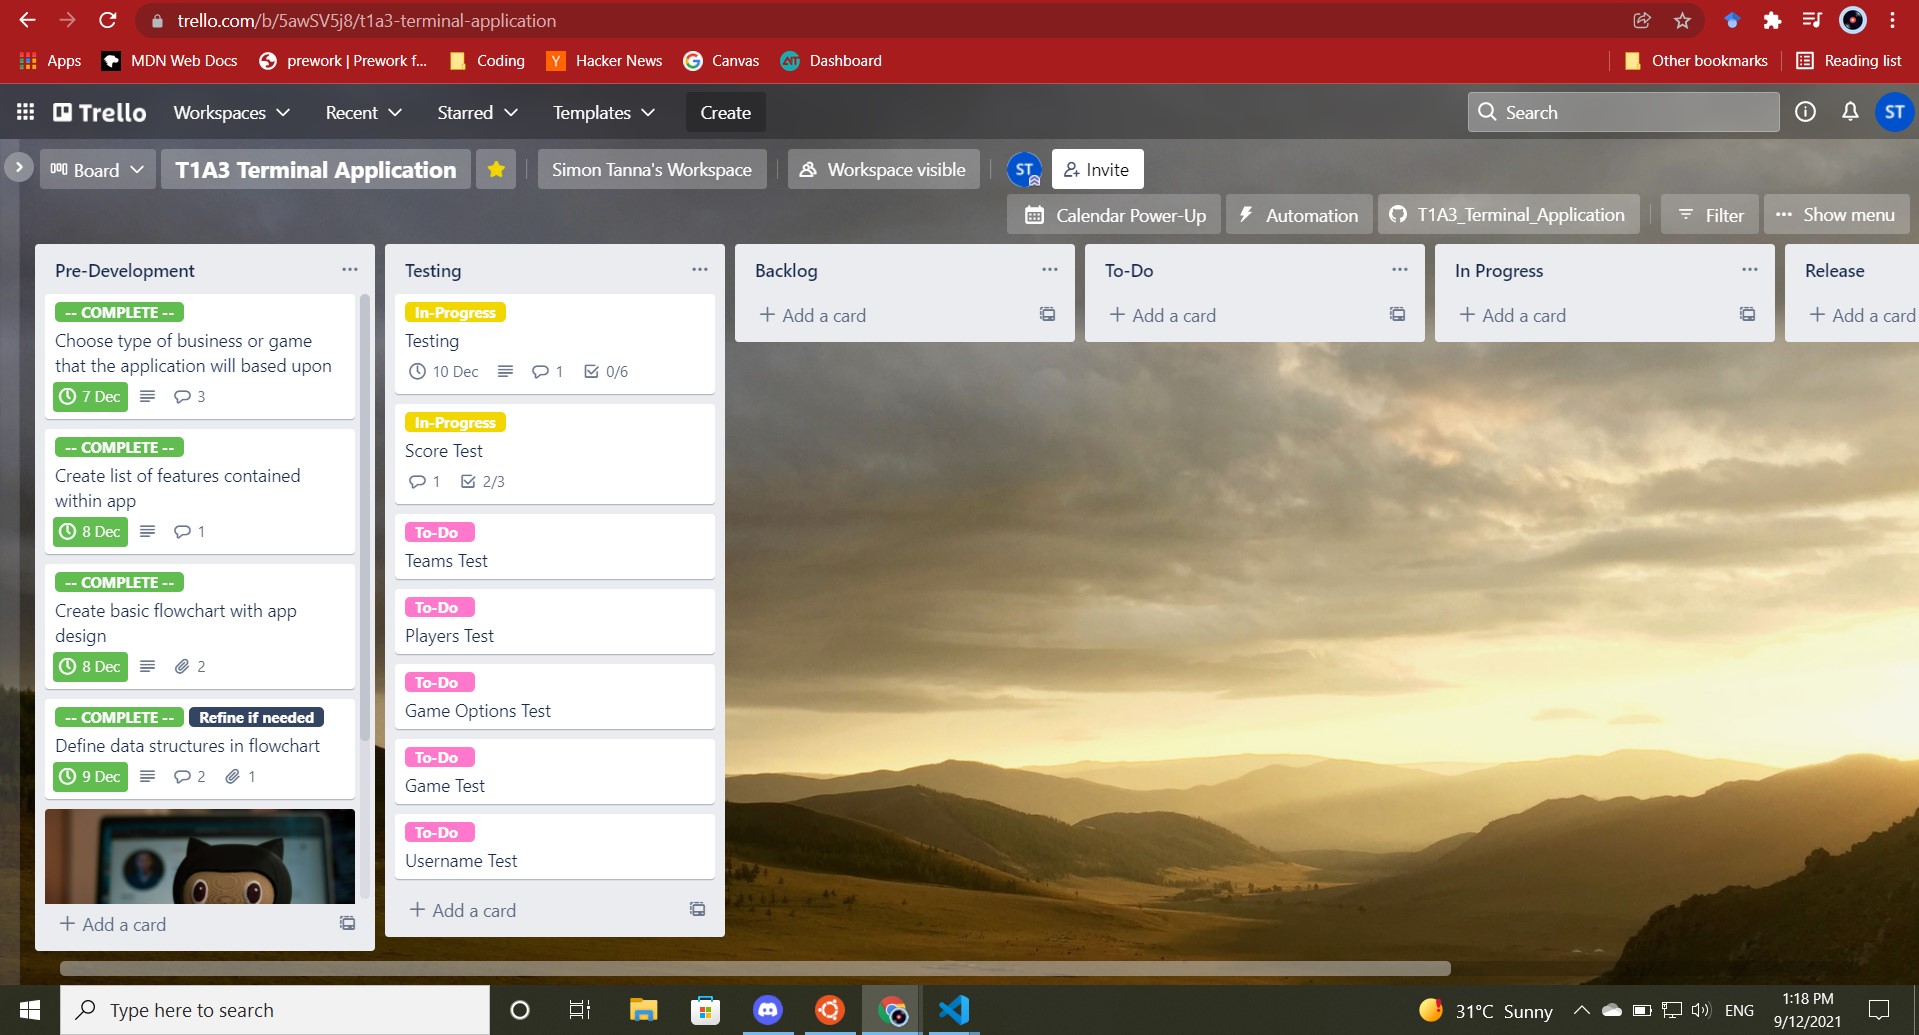 trello.com/b/5awSV5j8/t1a3-terminal-application
Apps
MDN Web Docs
prework | Prework f...
Coding
Hacker News
Canvas
Dashboard
Other bookmarks
Reading list
Trello
Workspaces
Recent
Starred
Templates
Create
Search
ST
Board
T1A3 Terminal Application
Simon Tanna's Workspace
Workspace visible
ST
Invite
Calendar Power-Up
Automation
T1A3_Terminal_Application
Filter
Show menu
Pre-Development
-- COMPLETE --
Choose type of business or game
that the application will based upon
7 Dec
3
-- COMPLETE --
Create list of features contained
within app
8 Dec
1
-- COMPLETE --
Create basic flowchart with app
design
8 Dec
2
-- COMPLETE -- Refine if needed
Define data structures in flowchart
9 Dec
2
1
+ Add a card
Testing
In-Progress
Testing
10 Dec
1
0/6
In-Progress
Score Test
1
2/3
To-Do
Teams Test
To-Do
Players Test
To-Do
Game Options Test
To-Do
Game Test
To-Do
Username Test
+ Add a card
Backlog
+ Add a card
To-Do
+ Add a card
In Progress
+ Add a card
Release
+ Add a card
Type here to search
31°C Sunny
ENG
1:18 PM
9/12/2021